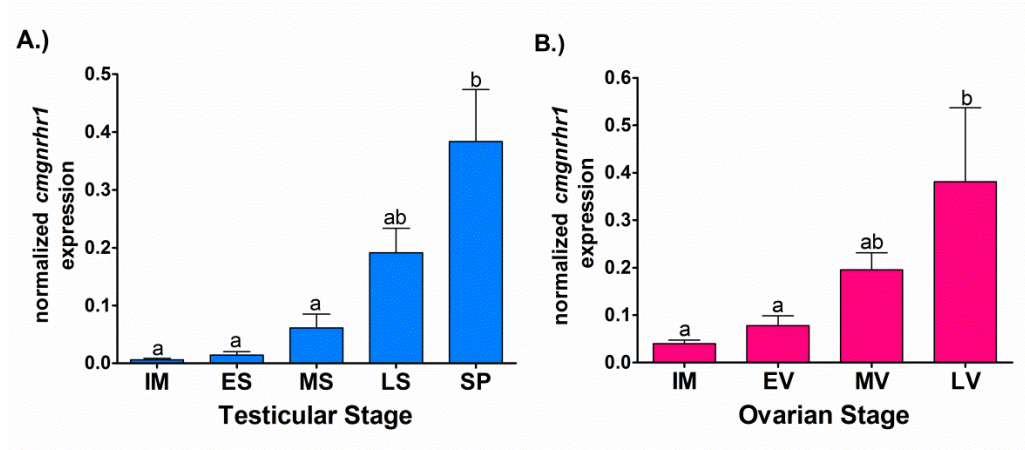 A.)
normalized cmgnrhr1
expression
0.5
0.4
0.3
0.2
0.1
0.0
a
a
a
ab
b
IM ES MS LS SP
Testicular Stage
B.)
normalized cmgnrhr1
expression
0.6
0.5
0.4
0.3
0.2
0.1
0.0
a
a
ab
b
IM EV MV LV
Ovarian Stage